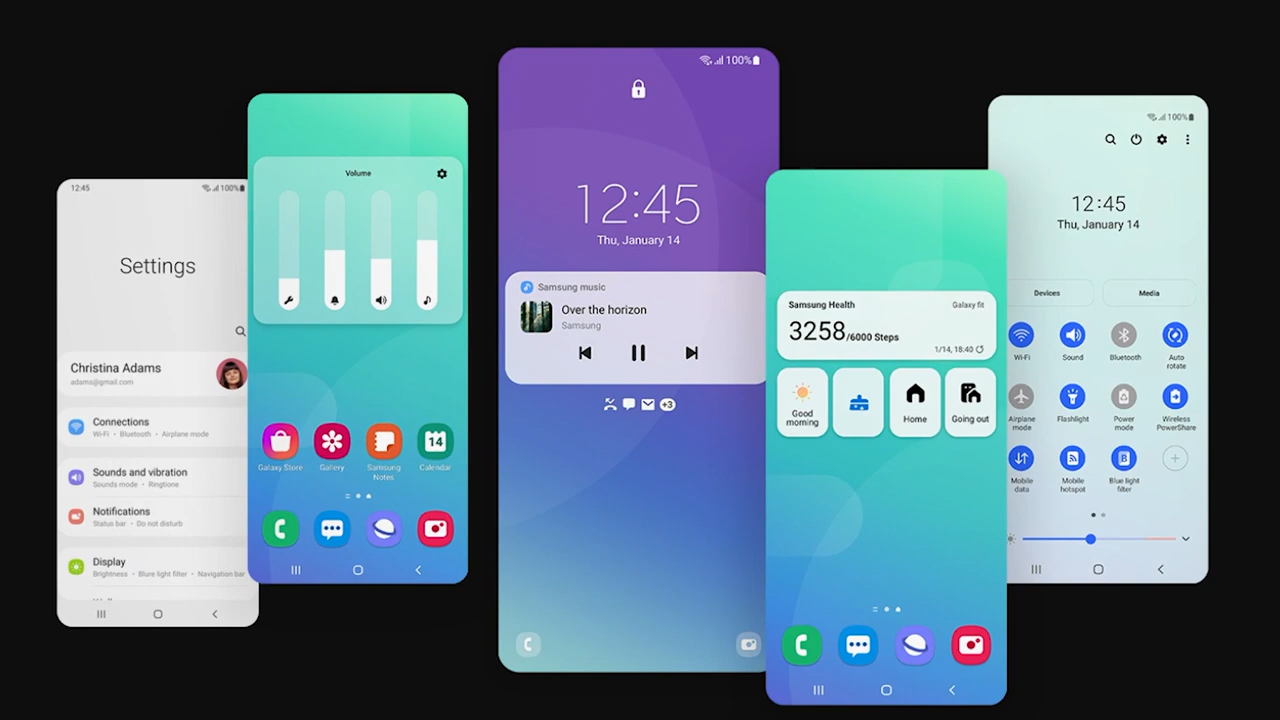 12:45
100%
Settings
Christina Adams
adams@gmail.com
Connections
Wi-Fi • Bluetooth • Airplane mode
Sounds and vibration
Sounds mode • Ringtone
Notifications
Status bar • Do not disturb
Display
Brightness • Blure light filter • Navigation bar
Volume
Galaxy Store
Gallery
Samsung
Notes
14
Calendar
100%
12:45
Thu, January 14
Samsung music
Over the horizon
Samsung
+3
Samsung Health
Galaxy fit
3258/6000 Steps
1/14, 18:40
Good
morning
Home
Going out
100%
12:45
Thu, January 14
Devices
Media
Wi-Fi
Sound
Bluetooth
Auto
rotate
Airplane
mode
Flashlight
Power
mode
Wireless
PowerShare
Mobile
data
Mobile
hotspot
B
Blue light
filter